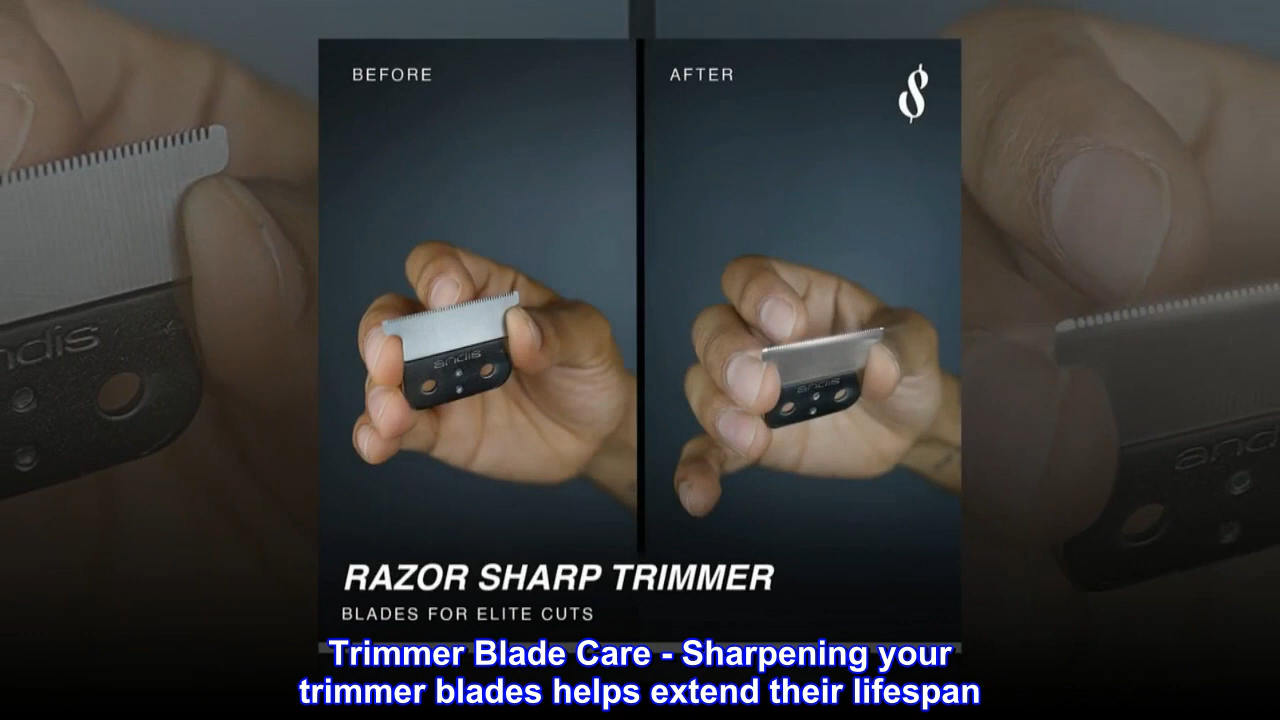 BEFORE
AFTER
andis
andis
RAZOR SHARP TRIMMER
BLADES FOR ELITE CUTS
Trimmer Blade Care - Sharpening your
trimmer blades helps extend their lifespan